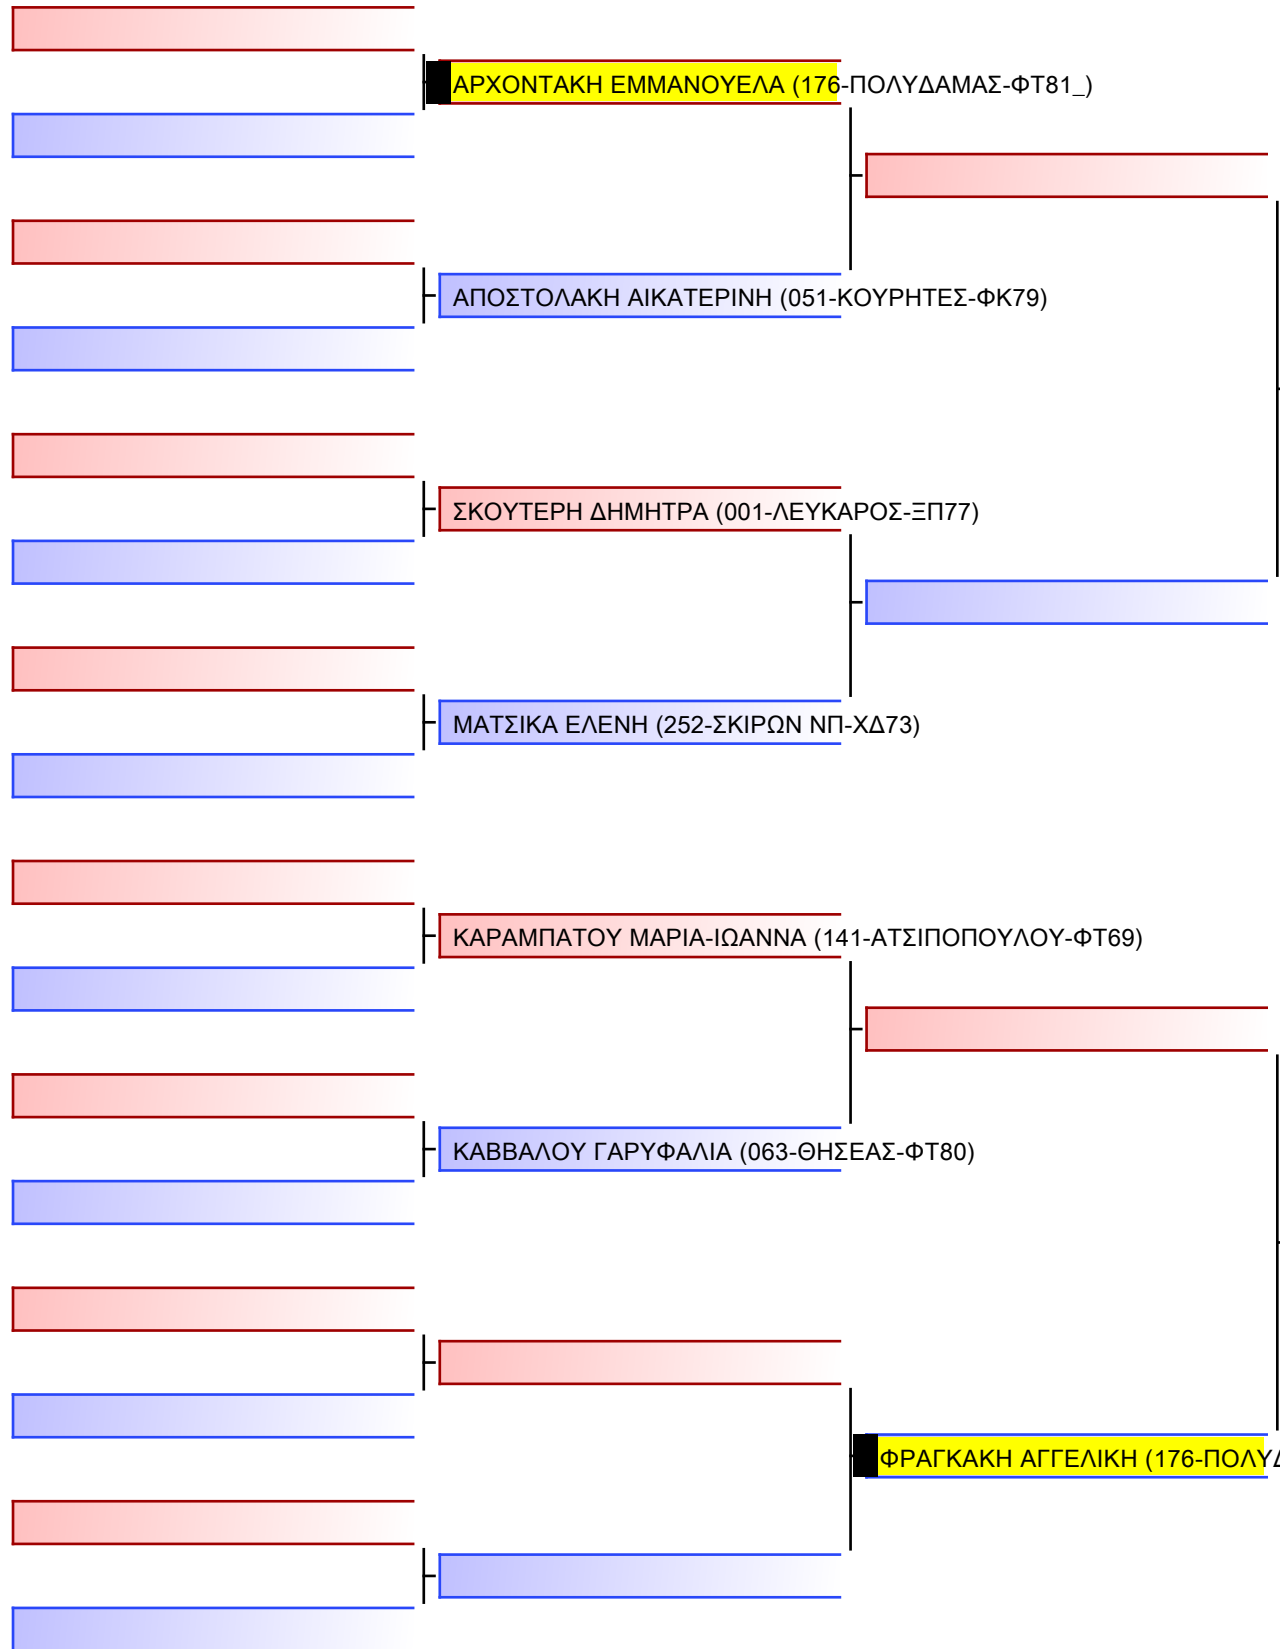 ΑΡΧΟΝΤΑΚΗ ΕΜΜΑΝΟΥΕΛΑ (176-ΠΟΛΥΔΑΜΑΣ-ΦΤ81_)
ΑΠΟΣΤΟΛΑΚΗ ΑΙΚΑΤΕΡΙΝΗ (051-ΚΟΥΡΗΤΕΣ-ΦΚ79)
ΣΚΟΥΤΕΡΗ ΔΗΜΗΤΡΑ (001-ΛΕΥΚΑΡΟΣ-ΞΠ77)
ΜΑΤΣΙΚΑ ΕΛΕΝΗ (252-ΣΚΙΡΩΝ ΝΠ-ΧΔ73)
ΚΑΡΑΜΠΑΤΟΥ ΜΑΡΙΑ-ΙΩΑΝΝΑ (141-ΑΤΣΙΠΟΠΟΥΛΟΥ-ΦΤ69)
ΚΑΒΒΑΛΟΥ ΓΑΡΥΦΑΛΙΑ (063-ΘΗΣΕΑΣ-ΦΤ80)
ΦΡΑΓΚΑΚΗ ΑΓΓΕΛΙΚΗ (176-ΠΟΛΥΔ